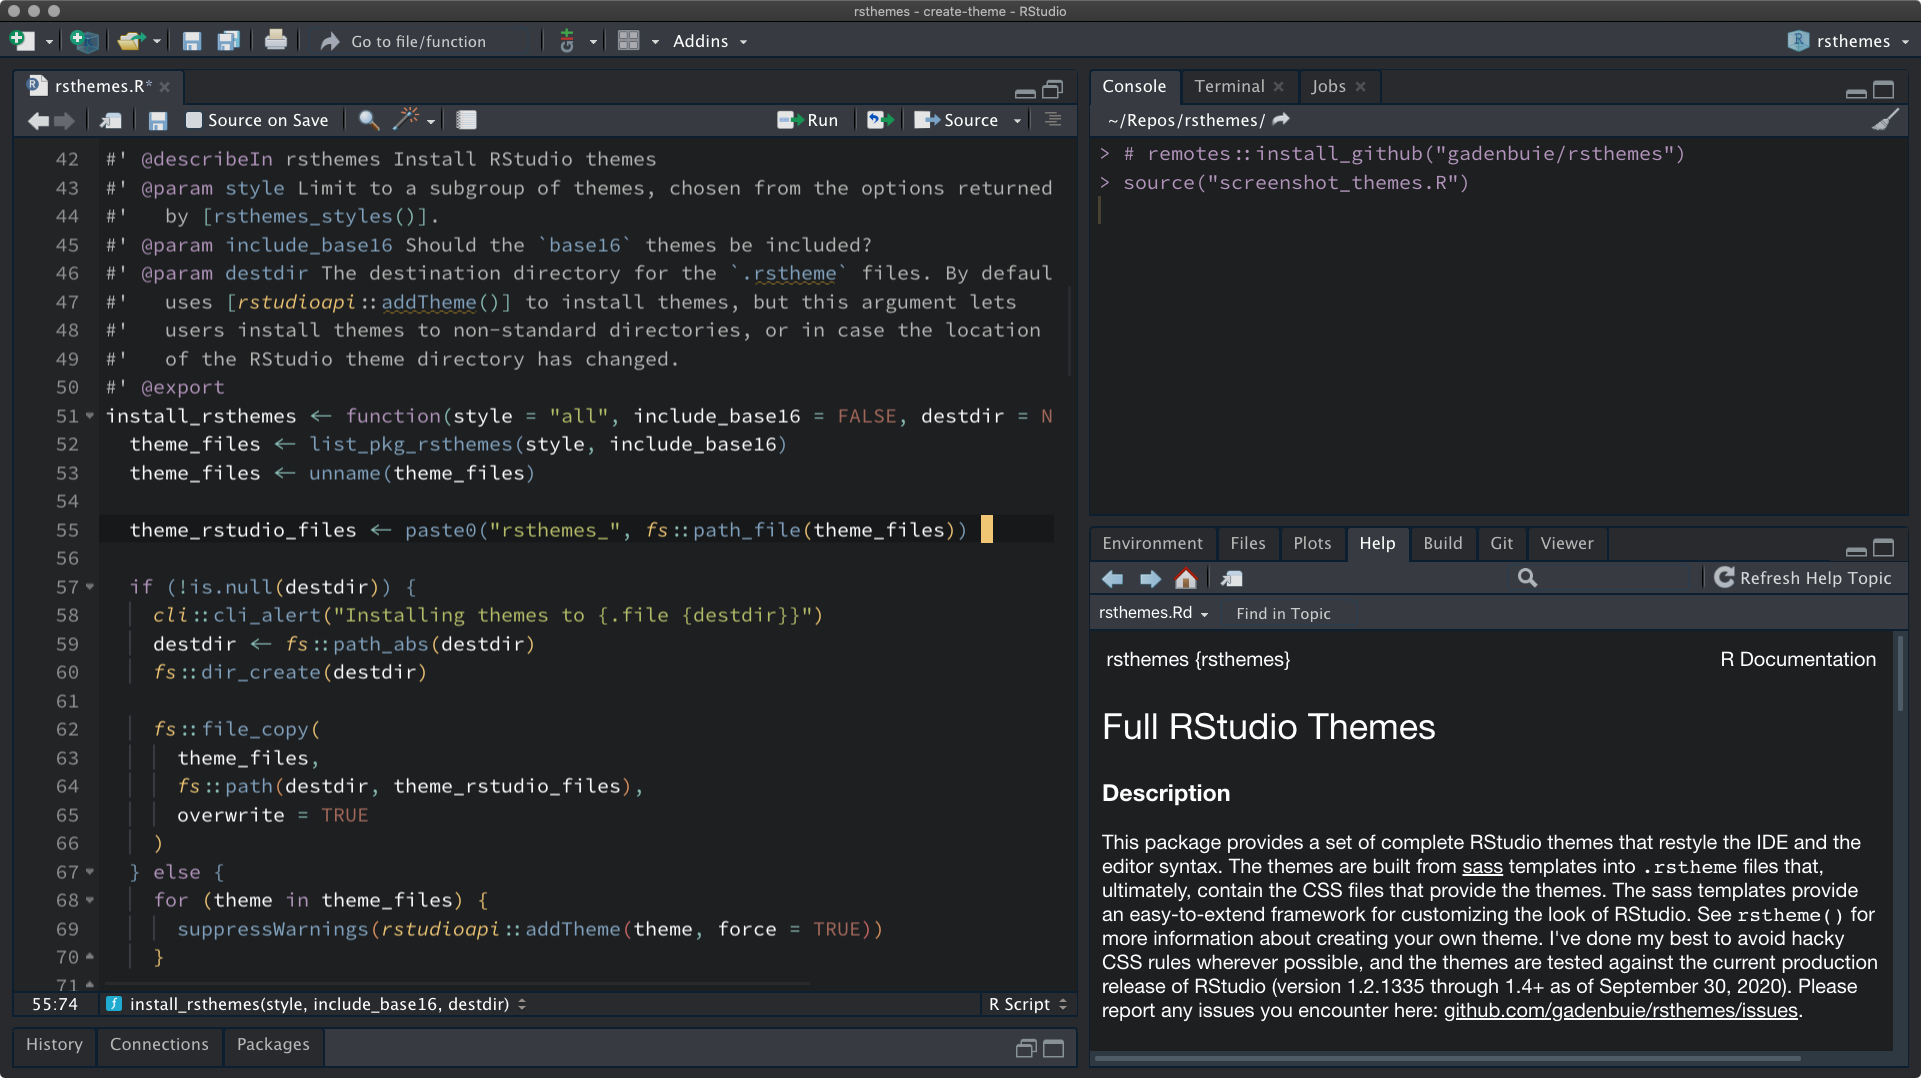 rsthemes - create-theme - RStudio
Go to file/function
Addins
rsthemes
rsthemes.R*
Source on Save
Run
Source
42 #' @describeIn rsthemes Install RStudio themes
43 #' @param style Limit to a subgroup of themes, chosen from the options returned
44 #'   by [rsthemes_styles()].
45 #' @param include_base16 Should the `base16` themes be included?
46 #' @param destdir The destination directory for the `.rstheme` files. By defaul
47 #'   uses [rstudioapi::addTheme()] to install themes, but this argument lets
48 #'   users install themes to non-standard directories, or in case the location
49 #'   of the RStudio theme directory has changed.
50 #' @export
51 install_rsthemes <- function(style = "all", include_base16 = FALSE, destdir = N
52   theme_files <- list_pkg_rsthemes(style, include_base16)
53   theme_files <- unname(theme_files)
54
55   theme_rstudio_files <- paste0("rsthemes_", fs::path_file(theme_files))
56
57   if (!is.null(destdir)) {
58     cli::cli_alert("Installing themes to {.file {destdir}}")
59     destdir <- fs::path_abs(destdir)
60     fs::dir_create(destdir)
61
62     fs::file_copy(
63       theme_files,
64       fs::path(destdir, theme_rstudio_files),
65       overwrite = TRUE
66     )
67   } else {
68     for (theme in theme_files) {
69       suppressWarnings(rstudioapi::addTheme(theme, force = TRUE))
70     }
71
55:74 install_rsthemes(style, include_base16, destdir) R Script
History Connections Packages
Console Terminal Jobs
~/Repos/rsthemes/
> # remotes::install_github("gadenbuie/rsthemes")
> source("screenshot_themes.R")
Environment Files Plots Help Build Git Viewer
Refresh Help Topic
rsthemes.Rd Find in Topic
rsthemes {rsthemes} R Documentation
Full RStudio Themes
Description
This package provides a set of complete RStudio themes that restyle the IDE and the
editor syntax. The themes are built from sass templates into .rstheme files that,
ultimately, contain the CSS files that provide the themes. The sass templates provide
an easy-to-extend framework for customizing the look of RStudio. See rstheme() for
more information about creating your own theme. I've done my best to avoid hacky
CSS rules wherever possible, and the themes are tested against the current production
release of RStudio (version 1.2.1335 through 1.4+ as of September 30, 2020). Please
report any issues you encounter here: github.com/gadenbuie/rsthemes/issues.